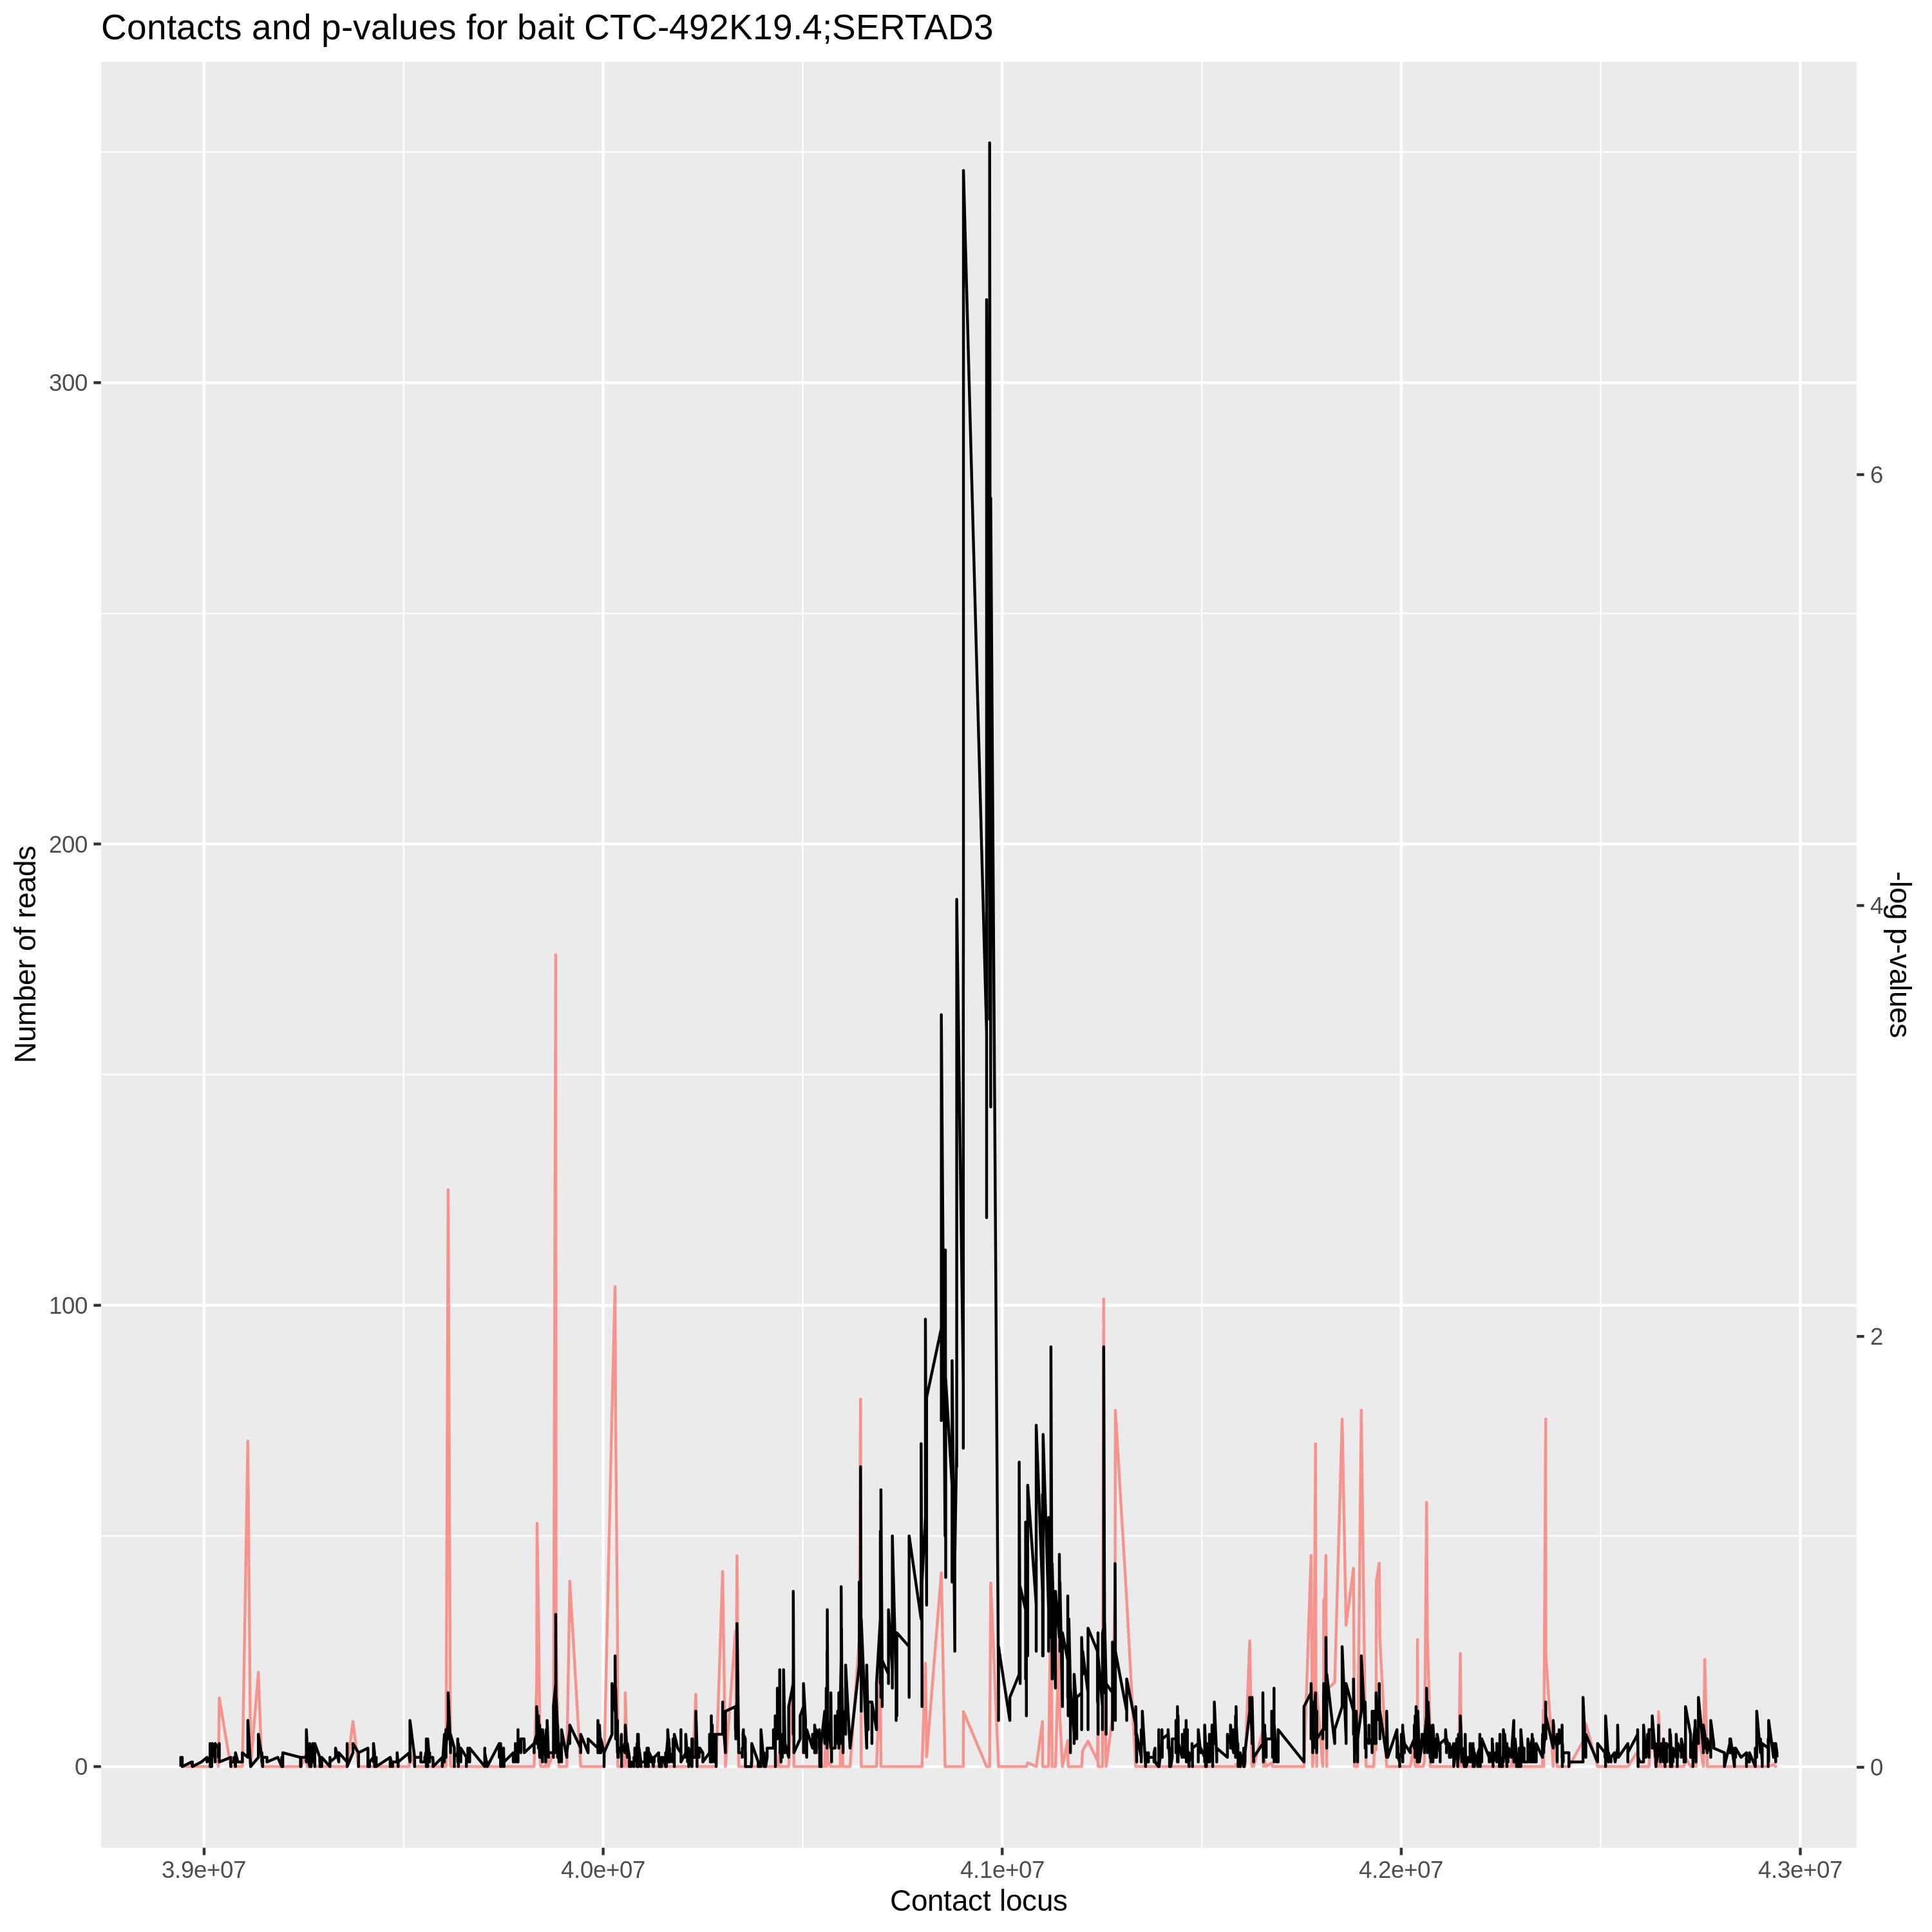 Contacts and p-values for bait CTC-492K19.4;SERTAD3
300
200
100
0
Number of reads
6
4
2
0
-log p-values
3.9e+07
4.0e+07
4.1e+07
4.2e+07
4.3e+07
Contact locus